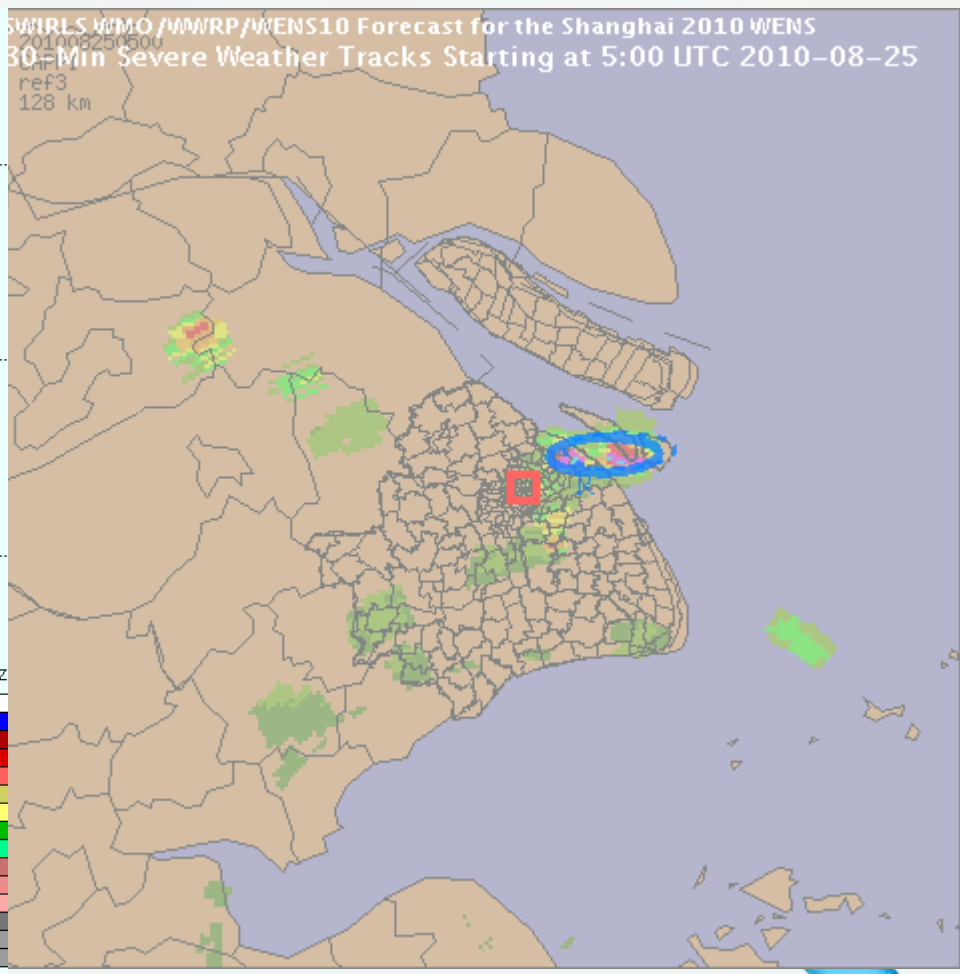 SWIRLS WMO/WWRP/WENS10 Forecast for the Shanghai 2010 WENS
201008250500
30-Min Severe Weather Tracks Starting at 5:00 UTC 2010-08-25
ref3
128 km
Z